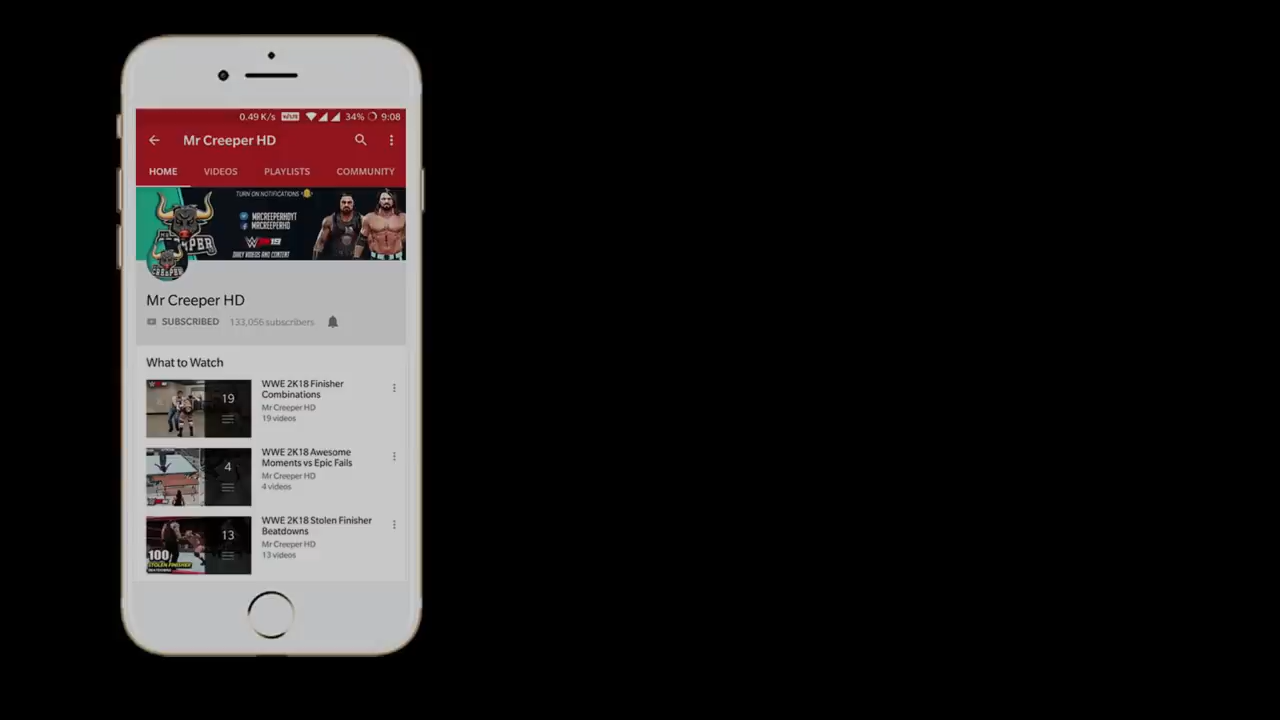 0.49 K/s VoLTE 34% 9:08
Mr Creeper HD
HOME VIDEOS PLAYLISTS COMMUNITY
TURN ON NOTIFICATIONS
MRCREEPERHDYT
MRCREEPERHD
W 2K19
DAILY VIDEOS AND CONTENT
Mr Creeper HD
SUBSCRIBED 133,056 subscribers
What to Watch
19
WWE 2K18 Finisher
Combinations
Mr Creeper HD
19 videos
4
WWE 2K18 Awesome
Moments vs Epic Fails
Mr Creeper HD
4 videos
13
100
STOLEN FINISHER
WWE 2K18 Stolen Finisher
Beatdowns
Mr Creeper HD
13 videos